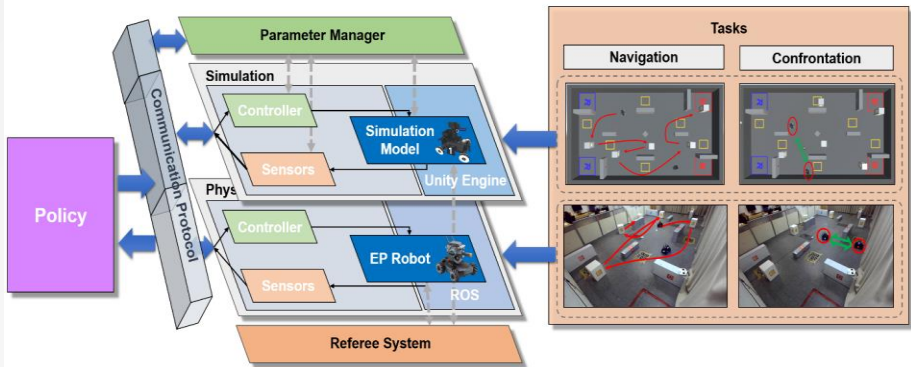 Parameter Manager
Tasks
Navigation
Confrontation
Simulation
Controller
Simulation
Model
Sensors
Unity Engine
Communication Protocol
Policy
Phys
Controller
EP Robot
Sensors
ROS
Referee System